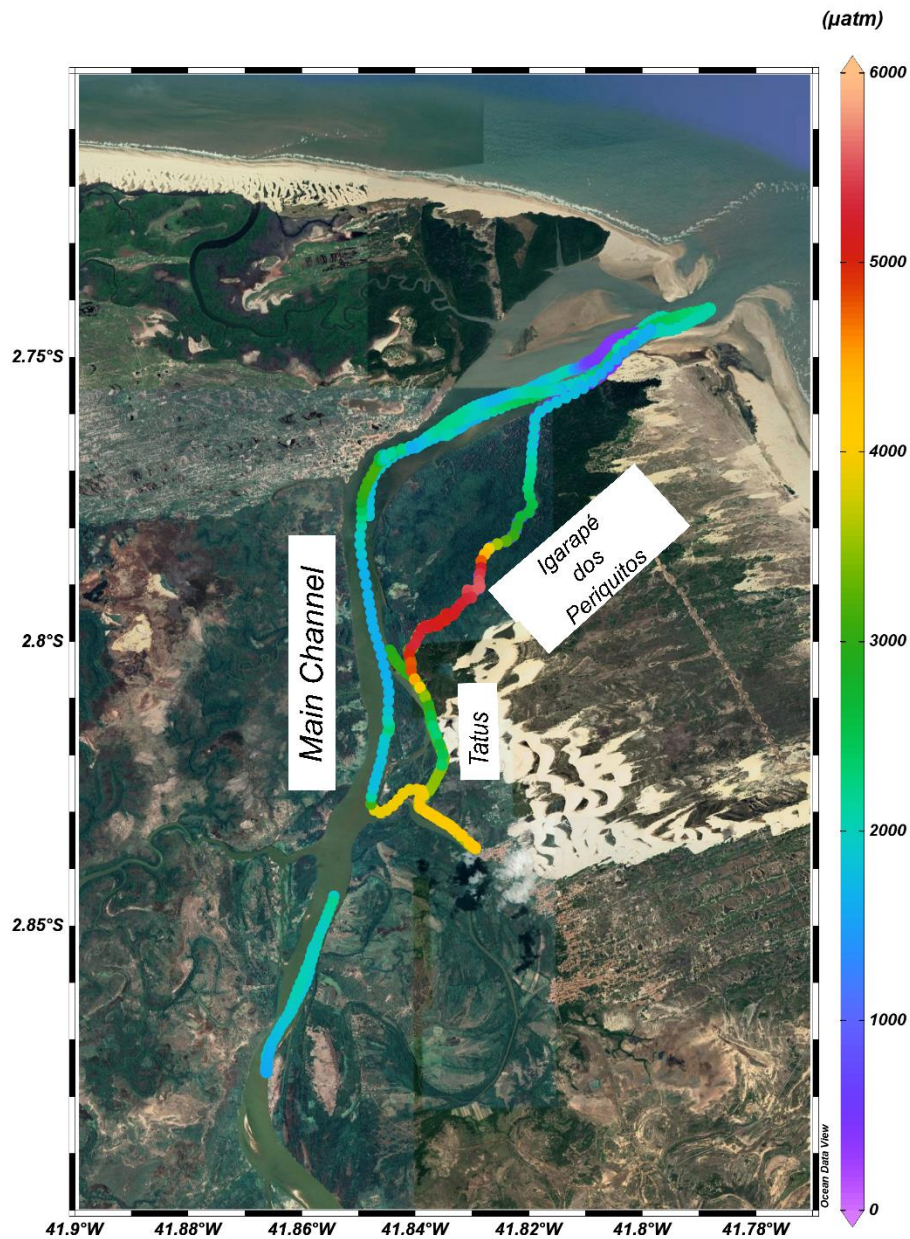 (µatm)
6000
5000
4000
3000
2000
1000
0
2.75°S
2.8°S
2.85°S
Main Channel
Igarapé
dos
Periquitos
Tatus
Ocean Data View
41.9°W
41.88°W
41.86°W
41.84°W
41.82°W
41.8°W
41.78°W